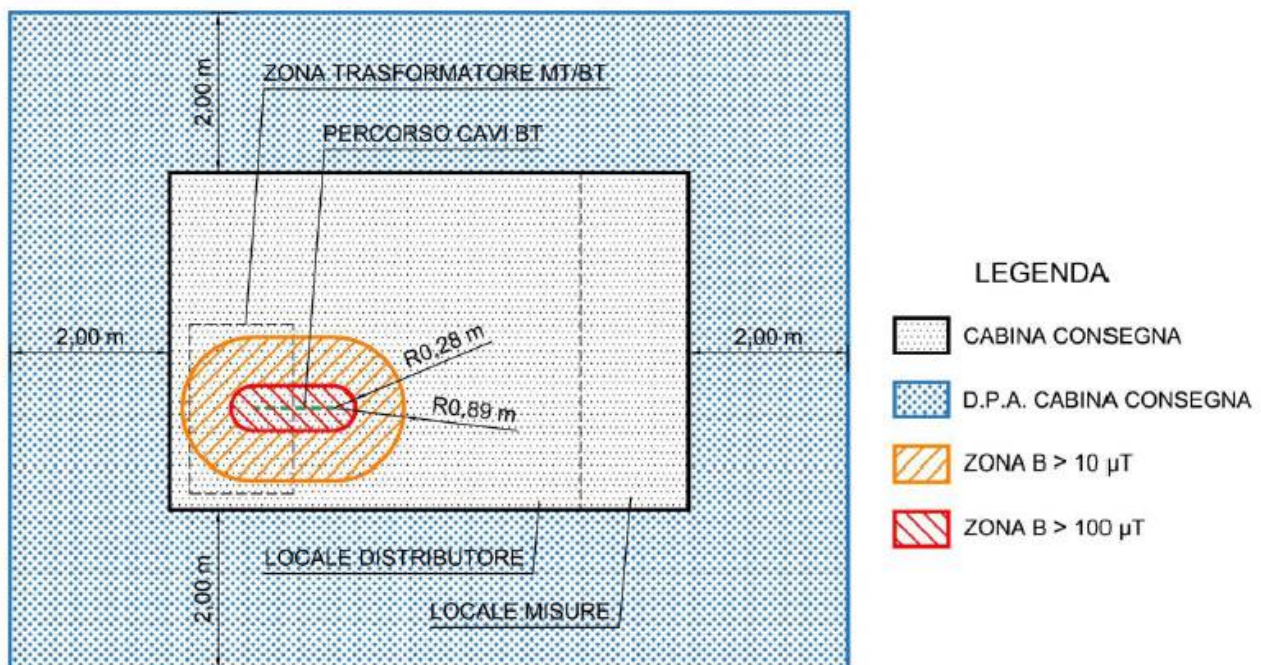 2,00 m
ZONA TRASFORMATORE MT/BT
PERCORSO CAVI BT
2,00 m
R0,28 m
R0,89 m
2,00 m
LOCALE DISTRIBUTORE
LOCALE MISURE
2,00 m
LEGENDA
CABINA CONSEGNA
D.P.A. CABINA CONSEGNA
ZONA B > 10 µT
ZONA B > 100 µT